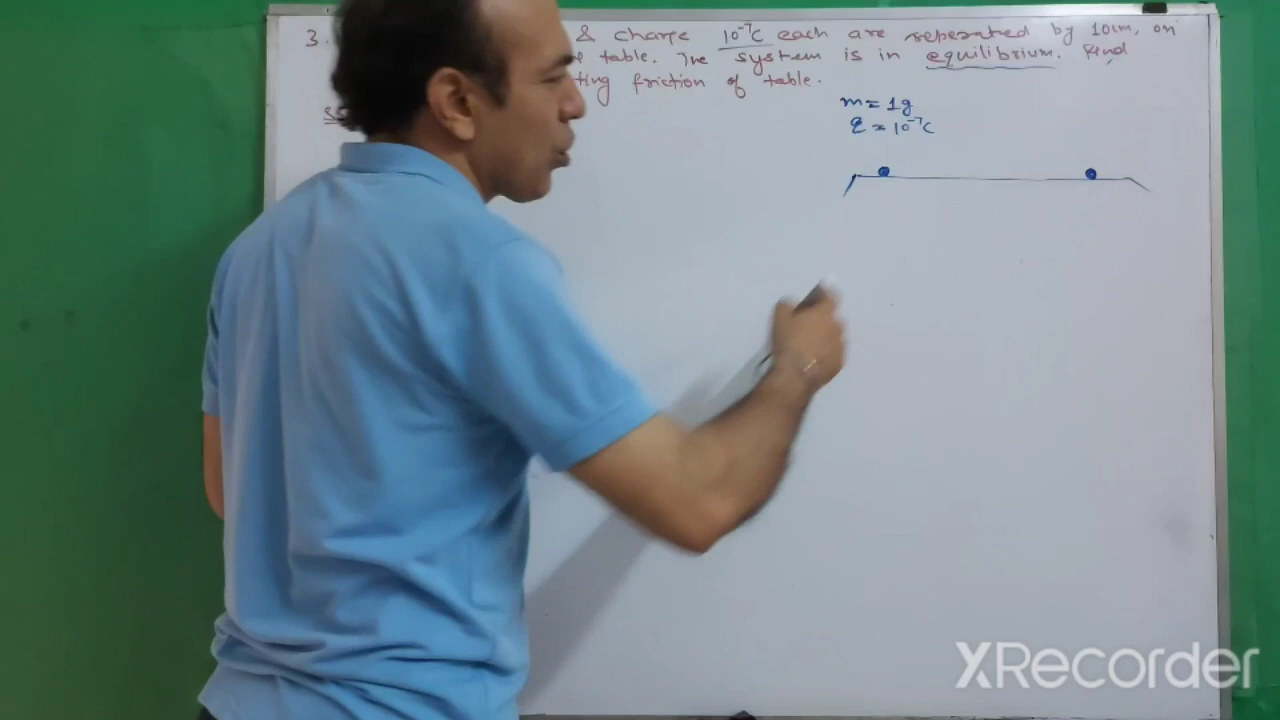 3. & charge 10⁻⁷C each are seperated by 10cm, on
table. The system is in equilibrium. Find
ting friction of table.
m = 1g
q = 10⁻⁷C
XRecorder